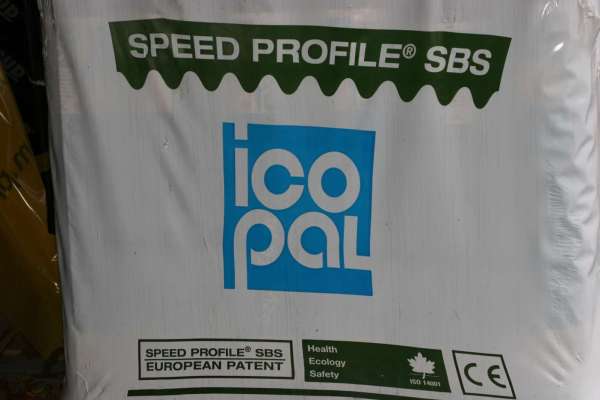 SPEED PROFILE® SBS
ico
pal
SPEED PROFILE® SBS
EUROPEAN PATENT
Health
Ecology
Safety
ISO 14001
CE